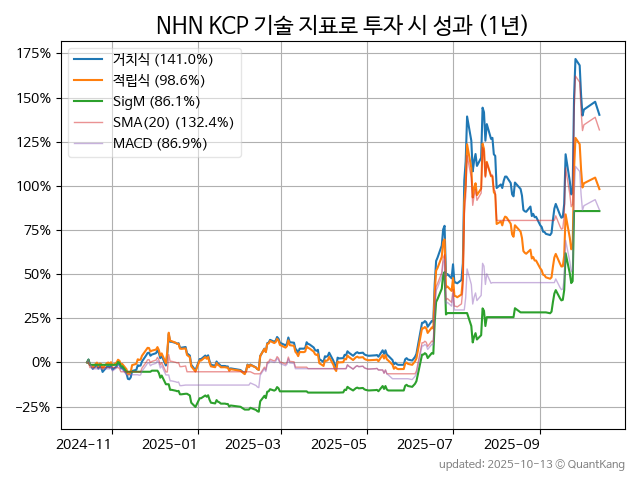 NHN KCP 기술 지표로 투자 시 성과 (1년)
175%
150%
125%
100%
75%
50%
25%
0%
−25%
거치식 (141.0%)
적립식 (98.6%)
SigM (86.1%)
SMA(20) (132.4%)
MACD (86.9%)
2024-11 2025-01 2025-03 2025-05 2025-07 2025-09
updated: 2025-10-13 © QuantKang